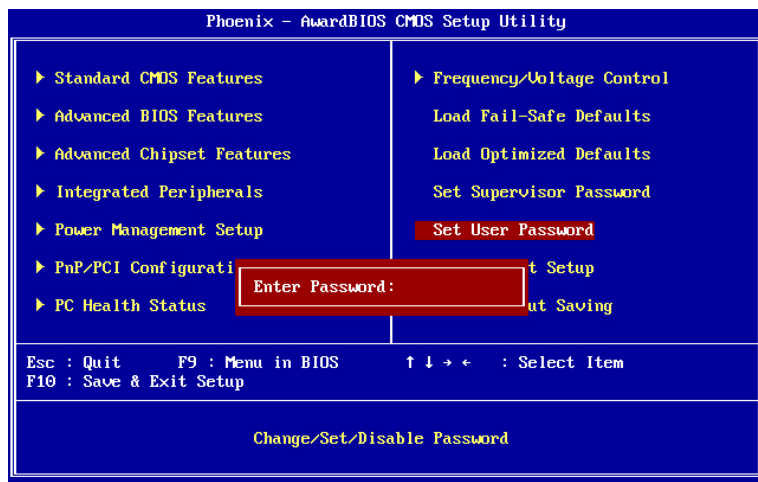 Phoenix - AwardBIOS CMOS Setup Utility
Standard CMOS Features
Advanced BIOS Features
Advanced Chipset Features
Integrated Peripherals
Power Management Setup
PnP/PCI Configurati
PC Health Status
Frequency/Voltage Control
Load Fail-Safe Defaults
Load Optimized Defaults
Set Supervisor Password
Set User Password
t Setup
ut Saving
Enter Password:
Esc : Quit F9 : Menu in BIOS ↑ ↓ → ← : Select Item
F10 : Save & Exit Setup
Change/Set/Disable Password